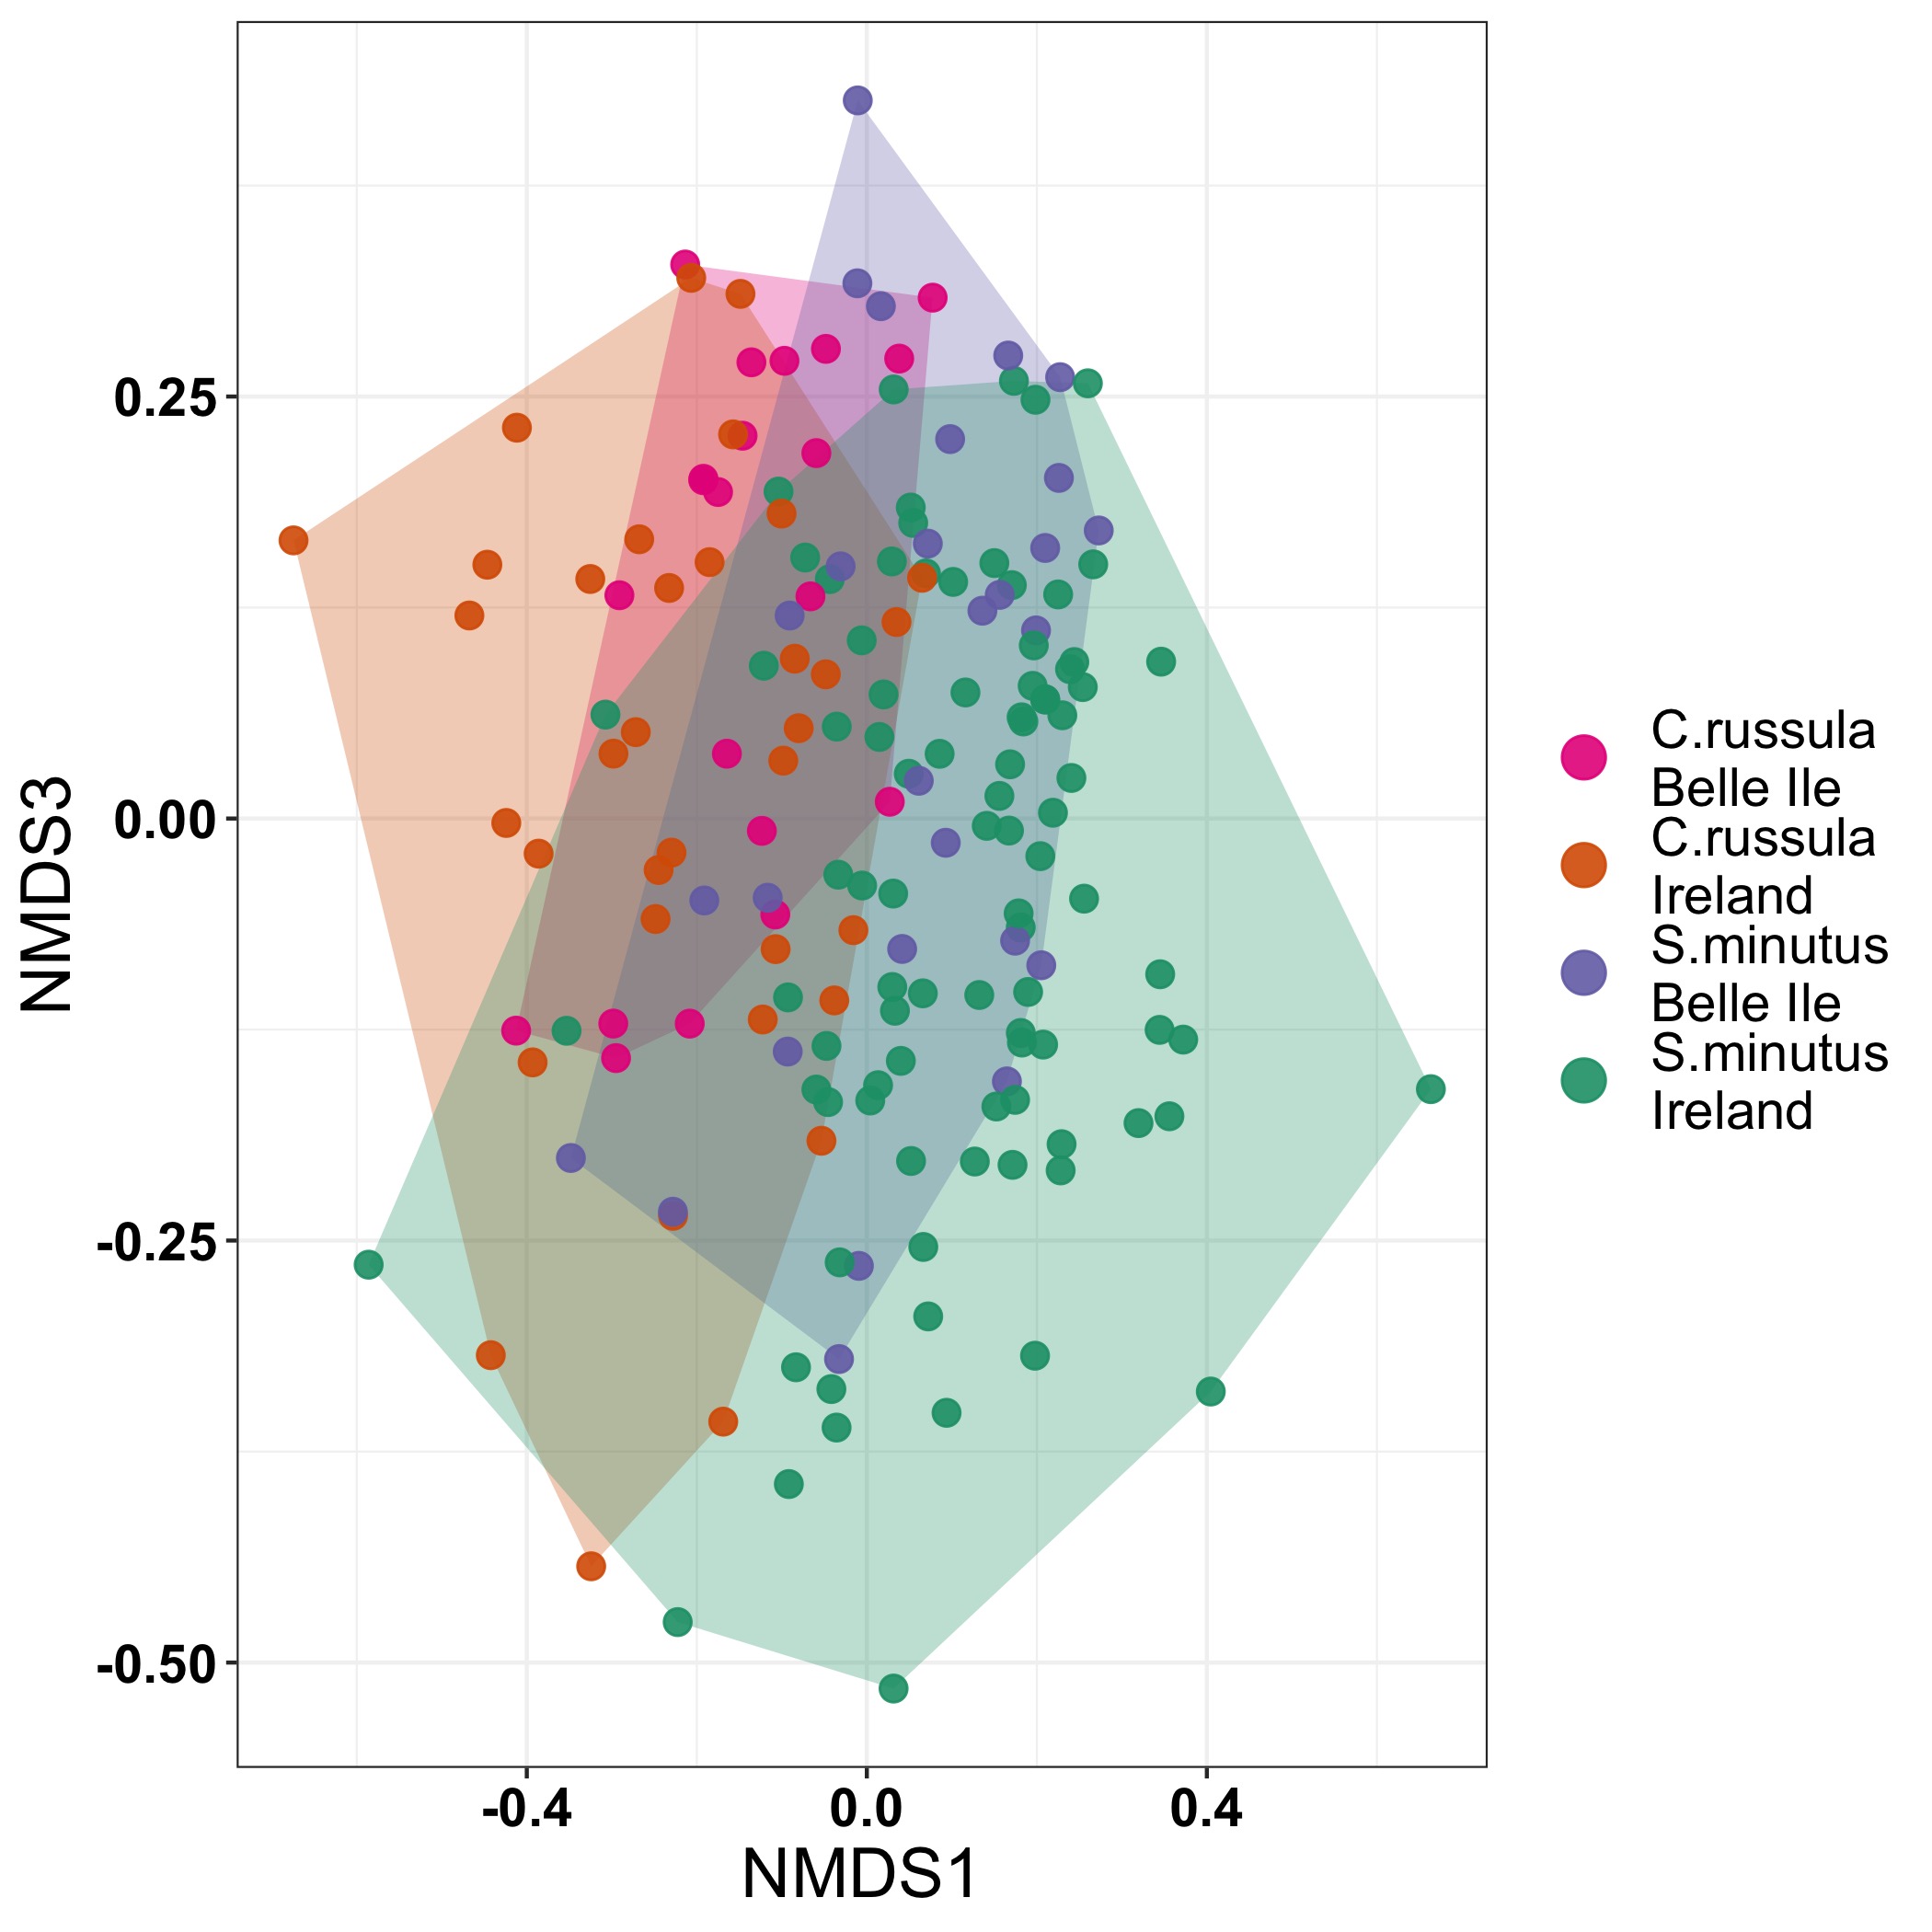 0.25
0.00
-0.25
-0.50
NMDS3
-0.4
0.0
0.4
NMDS1
C.russula
Belle Ile
C.russula
Ireland
S.minutus
Belle Ile
S.minutus
Ireland